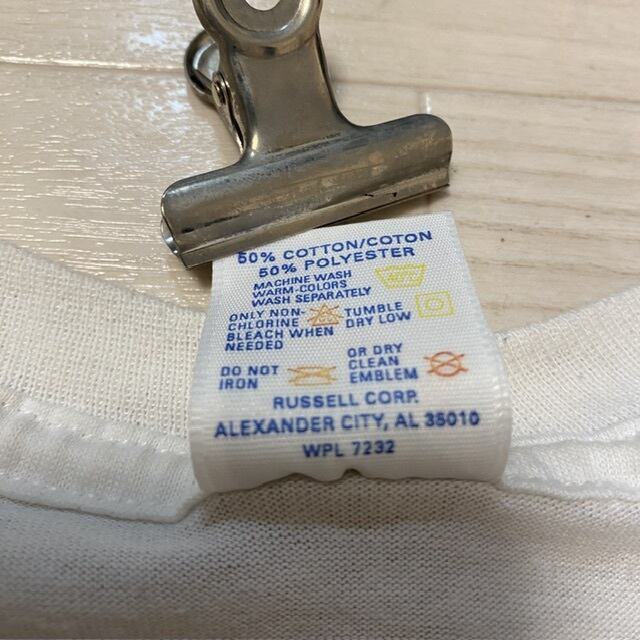 50% COTTON/COTON
50% POLYESTER
MACHINE WASH
WARM-COLORS
WASH SEPARATELY
ONLY NON-
CHLORINE
BLEACH WHEN
NEEDED
TUMBLE
DRY LOW
DO NOT
IRON
OR DRY
CLEAN
EMBLEM
RUSSELL CORP.
ALEXANDER CITY, AL 35010
WPL 7232